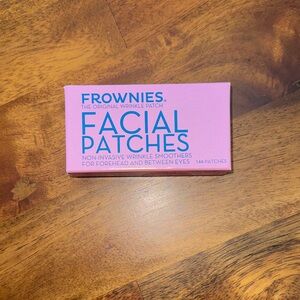 FROWNIES®
THE ORIGINAL WRINKLE PATCH
FACIAL
PATCHES
NON-INVASIVE WRINKLE SMOOTHERS
FOR FOREHEAD AND BETWEEN EYES 144 PATCHES